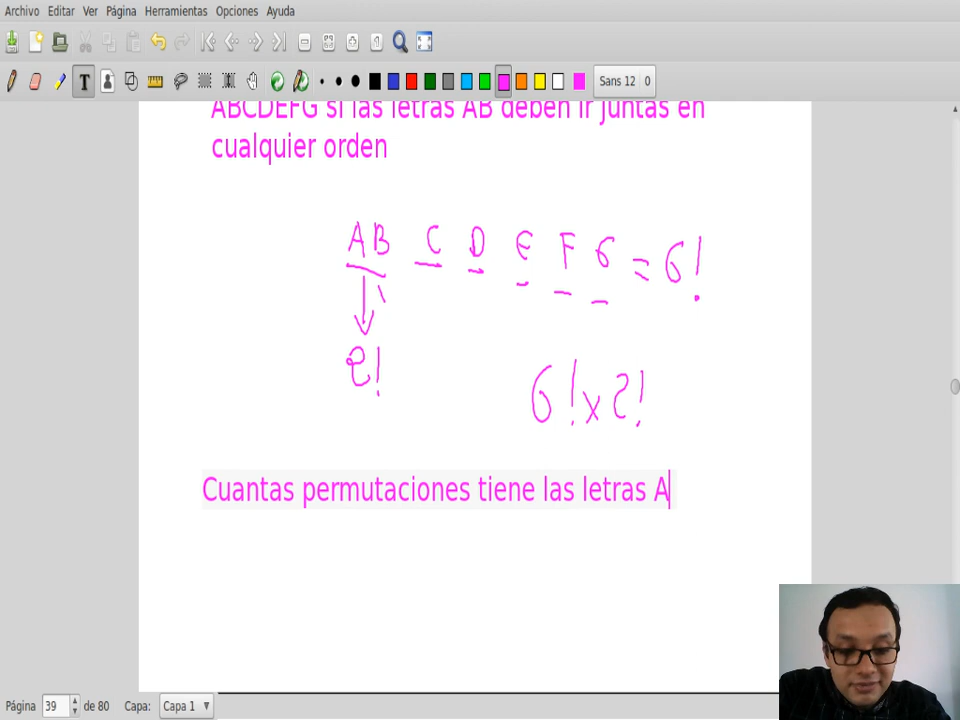 Archivo Editar Ver Página Herramientas Opciones Ayuda
T Sans 12 0
ABCDEFG si las letras AB deben ir juntas en
cualquier orden
AB C D E F G = 6!
2!
6! x 2!
Cuantas permutaciones tiene las letras A
Página 39 de 80 Capa: Capa 1